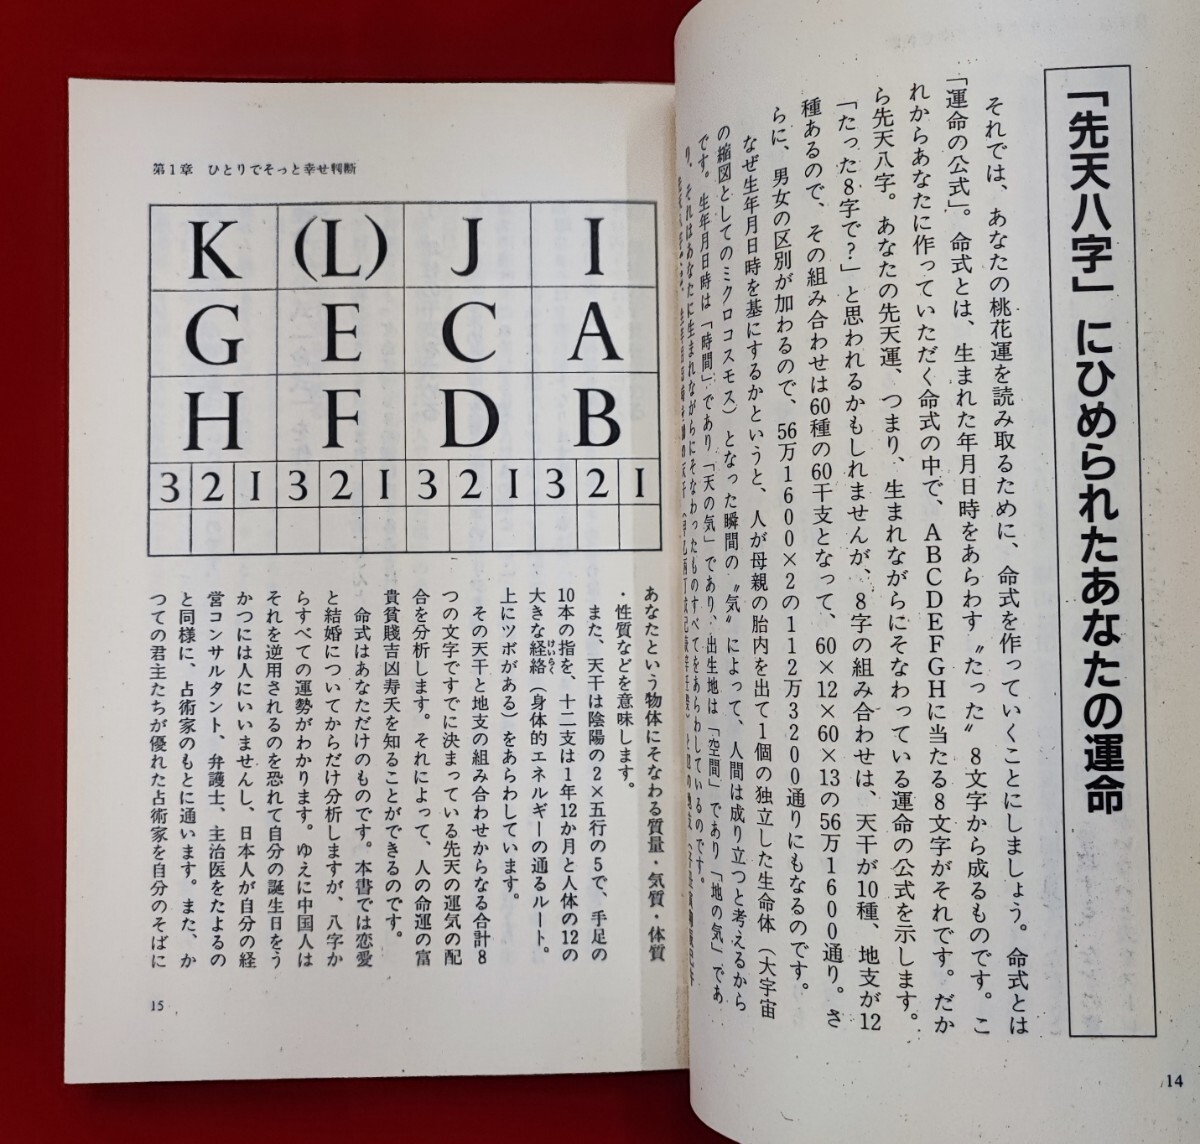 「先天八字」にひめられたあなたの運命
それでは、あなたの桃花運を読み取るために、命式を作っていくことにしましょう。命式とは
「運命の公式」。命式とは、生まれた年月日時をあらわす〝たった〟8文字から成るものです。こ
れからあなたに作っていただく命式の中で、ABCDEFGHに当たる8文字がそれです。だか
ら先天八字。あなたの先天運、つまり、生まれながらにそなわっている運命の公式を示します。
「たった8字で?」と思われるかもしれませんが、8字の組み合わせは、天干が10種、地支が12
種あるので、その組み合わせは60種の60干支となって、60×12×60×13の56万1600通り。さ
らに、男女の区別が加わるので、56万1600×2の112万3200通りにもなるのです。
なぜ生年月日時を基にするかというと、人が母親の胎内を出て1個の独立した生命体(大宇宙
の縮図としてのミクロコスモス)となった瞬間の〝気〟によって、人間は成り立つと考えるから
です。生年月日時は「時間」であり「天の気」であり、出生地は「空間」であり「地の気」であ
り、それはあなたに生まれながらにそなわったものすべてをあらわしているのです。
14
第1章 ひとりでそっと幸せ判断
K (L) J I
G E C A
H F D B
3 2 1 3 2 1 3 2 1 3 2 1
あなたという物体にそなわる質量・気質・体質
・性質などを意味します。
また、天干は陰陽の2×五行の5で、手足の
10本の指を、十二支は1年12か月と人体の12の
大きな経絡(身体的エネルギーの通るルート。
けいらく
上にツボがある)をあらわしています。
その天干と地支の組み合わせからなる合計8
つの文字ですでに決まっている先天の運気の配
合を分析します。それによって、人の命運の富
貴貧賤吉凶寿夭を知ることができるのです。
命式はあなただけのものです。本書では恋愛
と結婚についてからだけ分析しますが、八字か
らすべての運勢がわかります。ゆえに中国人は
それを逆用されるのを恐れて自分の誕生日をう
かつには人にいいませんし、日本人が自分の経
営コンサルタント、弁護士、主治医をたよるの
と同様に、占術家のもとに通います。また、か
つての君主たちが優れた占術家を自分のそばに
15